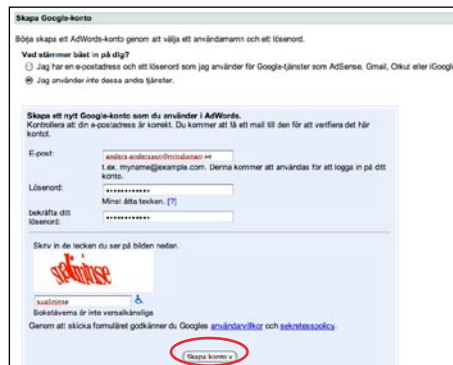 Skapa Google-konto
Börja skapa ett AdWords-konto genom att välja ett användarnamn och ett lösenord.
Vad stämmer bäst in på dig?
Jag har en e-postadress och ett lösenord som jag använder för Google-tjänster som AdSense, Gmail, Orkut eller iGoogle
Jag använder inte dessa andra tjänster.
Skapa ett nytt Google-konto som du använder i AdWords.
Kontrollera att din e-postadress är korrekt. Du kommer att få ett mail till den för att verifiera det här
kontot.
E-post:
t.ex. myname@example.com. Denna kommer att användas för att logga in på ditt
konto.
Lösenord:
Minst åtta tecken. [?]
bekräfta ditt
lösenord:
Skriv in de tecken du ser på bilden nedan.
Bokstäverna är inte versalkänsliga
Genom att skicka formuläret godkänner du Googles användarvillkor och sekretesspolicy.
Skapa konto »